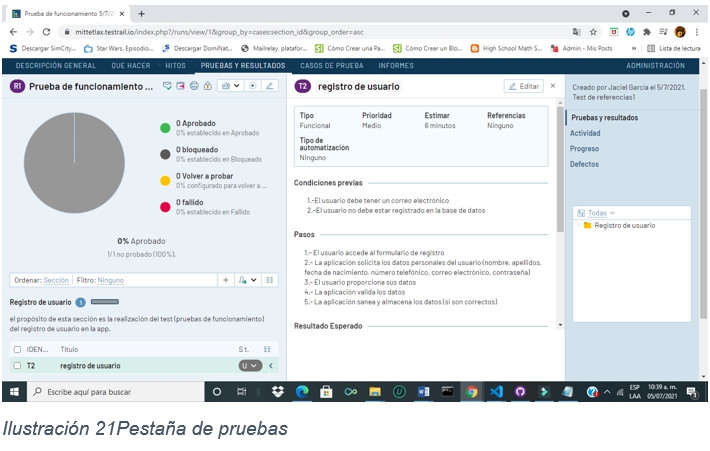 Prueba de funcionamiento 5/7/2
mittetlax.testrail.io/index.php?/runs/view/1&group_by=cases:section_id&group_order=asc
Descargar SimCity...
Star Wars. Episodio...
Descargar DomiNat...
Mailrelay, platafor...
Cómo Crear una Pa...
Cómo Crear un Blo...
High School Math S...
Admin - Mis Posts
»
Lista de lectura
DESCRIPCIÓN GENERAL
QUE HACER
HITOS
PRUEBAS Y RESULTADOS
CASOS DE PRUEBA
INFORMES
ADMINISTRACIÓN
R1 Prueba de funcionamiento ...
0 Aprobado
0% establecido en Aprobado
0 bloqueado
0% establecido en Bloqueado
0 Volver a probar
0% configurado para volver a ...
0 fallido
0% establecido en Fallido
0% Aprobado
1/1 no probado (100%).
Ordenar: Sección
Filtro: Ninguno
Registro de usuario 1
el propósito de esta sección es la realización del test (pruebas de funcionamiento)
del registro de usuario en la app.
IDEN...
Titulo
S t.
T2
registro de usuario
U
T2 registro de usuario
Editar
Tipo
Funcional
Prioridad
Medio
Estimar
6 minutos
Referencias
Ninguno
Tipo de
automatización
Ninguno
Condiciones previas
1.-El usuario debe tener un correo electrónico
2.-El usuario no debe estar registrado en la base de datos
Pasos
1.- El usuario accede al formulario de registro
2.- La aplicación solicita los datos personales del usuario (nombre, apellidos,
fecha de nacimiento, número telefónico, correo electrónico, contraseña)
3.- El usuario proporciona sus datos
4.- La aplicación valida los datos
5.- La aplicación sanea y almacena los datos (si son correctos)
Resultado Esperado
Creado por Jaciel Garcia el 5/7/2021.
Test de referencias1
Pruebas y resultados
Actividad
Progreso
Defectos
Todas
Registro de usuario
Escribe aquí para buscar
ESP
LAA
10:39 a. m.
05/07/2021
3
Ilustración 21Pestaña de pruebas